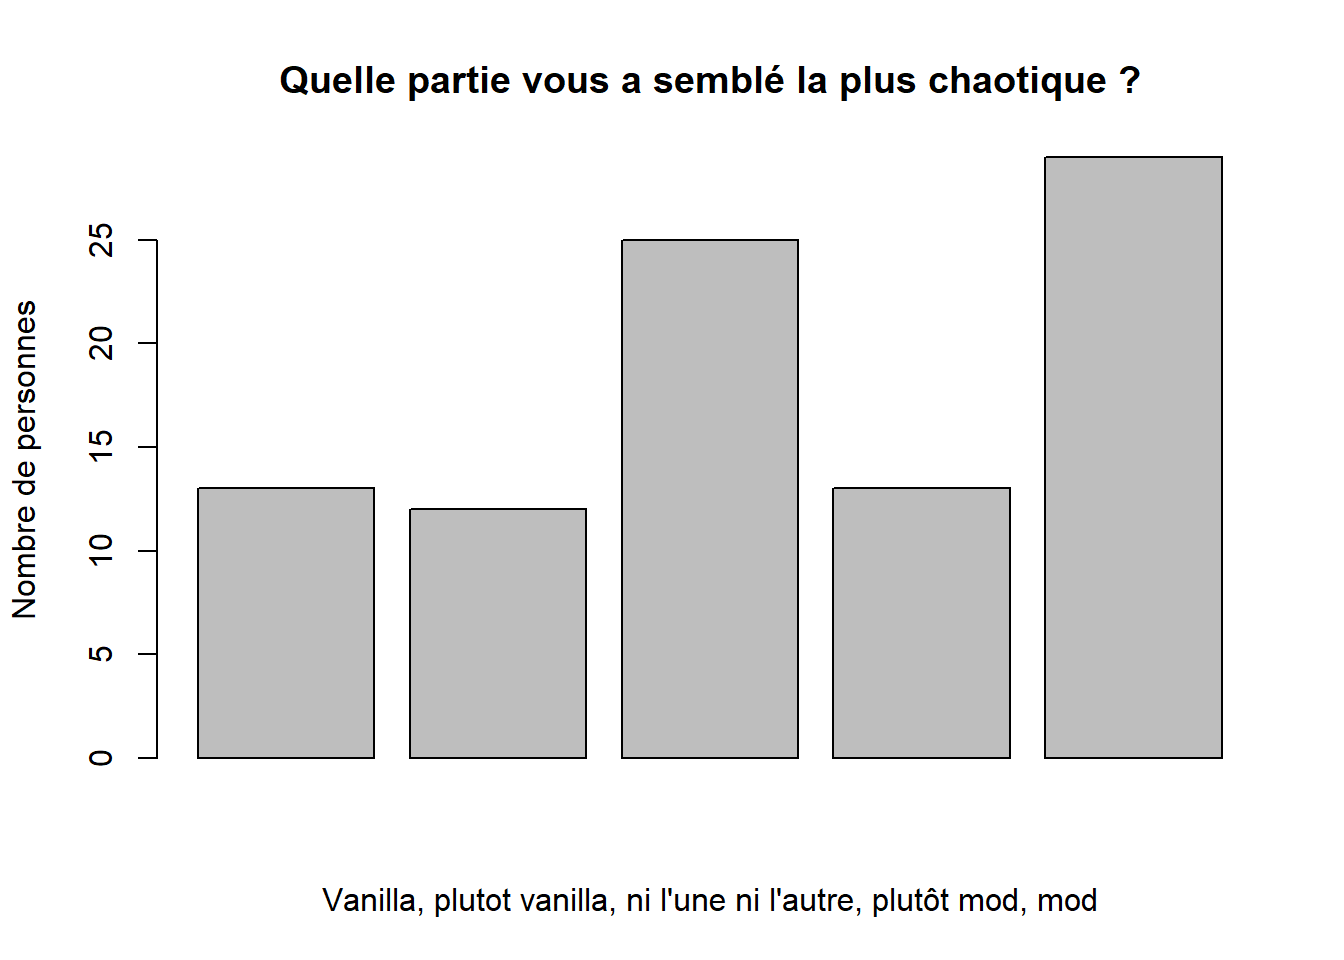 Quelle partie vous a semblé la plus chaotique ?
Nombre de personnes
25
20
15
10
5
0
Vanilla, plutot vanilla, ni l'une ni l'autre, plutôt mod, mod